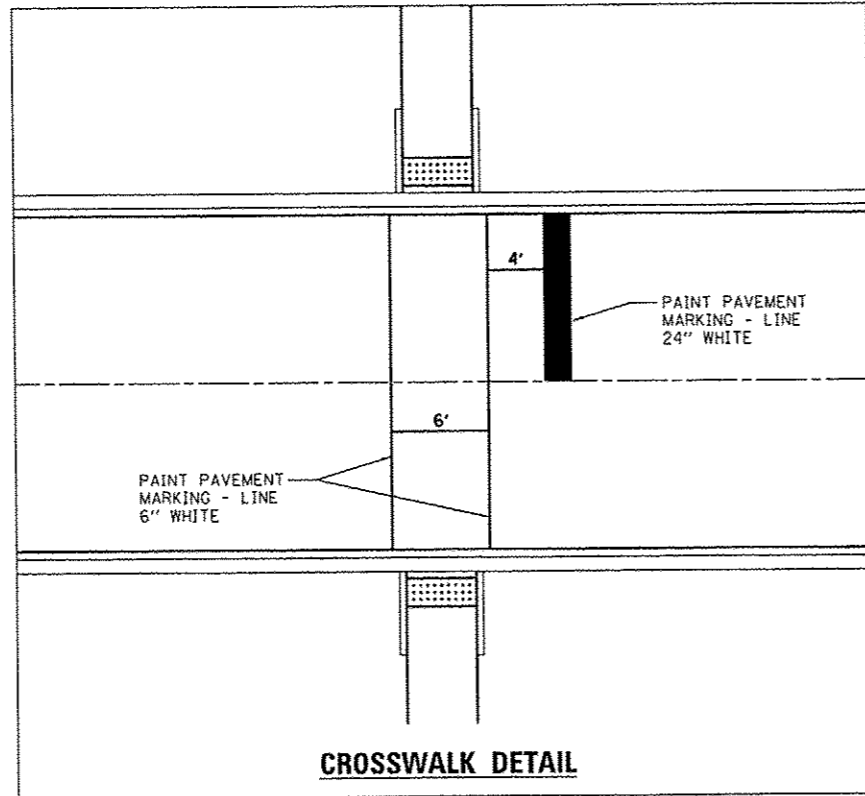 4'
PAINT PAVEMENT
MARKING - LINE
24" WHITE
6'
PAINT PAVEMENT
MARKING - LINE
6" WHITE
CROSSWALK DETAIL